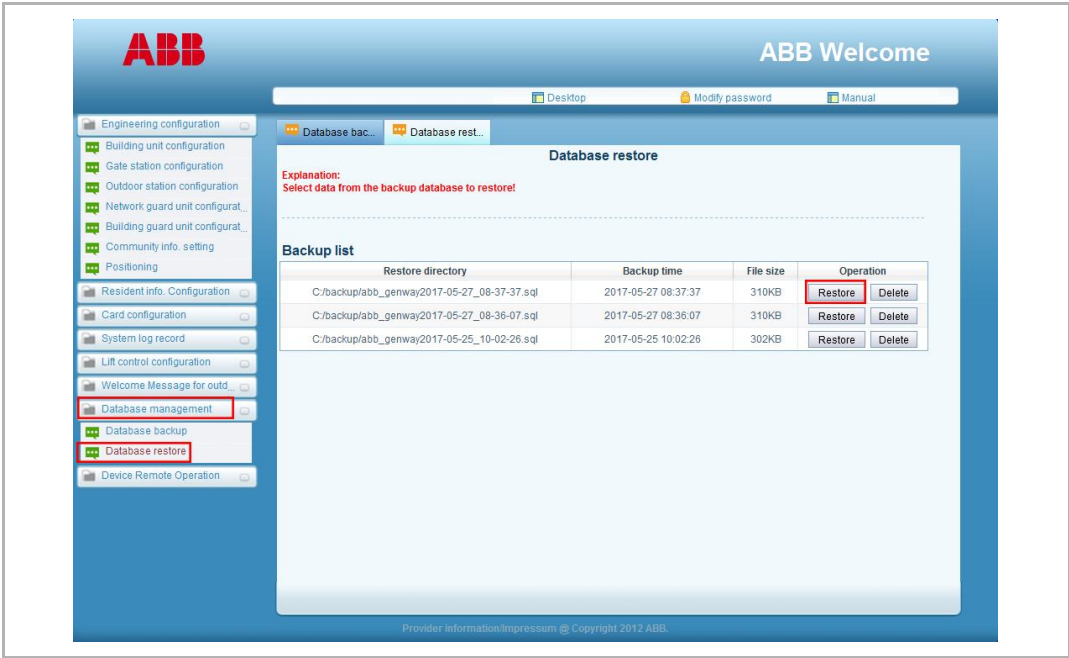 ABB
ABB Welcome
Desktop
Modify password
Manual
Engineering configuration
Building unit configuration
Gate station configuration
Outdoor station configuration
Network guard unit configurat...
Building guard unit configurat...
Community info. setting
Positioning
Resident info. Configuration
Card configuration
System log record
Lift control configuration
Welcome Message for outd...
Database management
Database backup
Database restore
Device Remote Operation
Database bac...
Database rest...
Database restore
Explanation:
Select data from the backup database to restore!
Backup list
Restore directory Backup time File size Operation
C:/backup/abb_genway2017-05-27_08-37-37.sql 2017-05-27 08:37:37 310KB Restore Delete
C:/backup/abb_genway2017-05-27_08-36-07.sql 2017-05-27 08:36:07 310KB Restore Delete
C:/backup/abb_genway2017-05-25_10-02-26.sql 2017-05-25 10:02:26 302KB Restore Delete
Provider information/Impressum @ Copyright 2012 ABB.